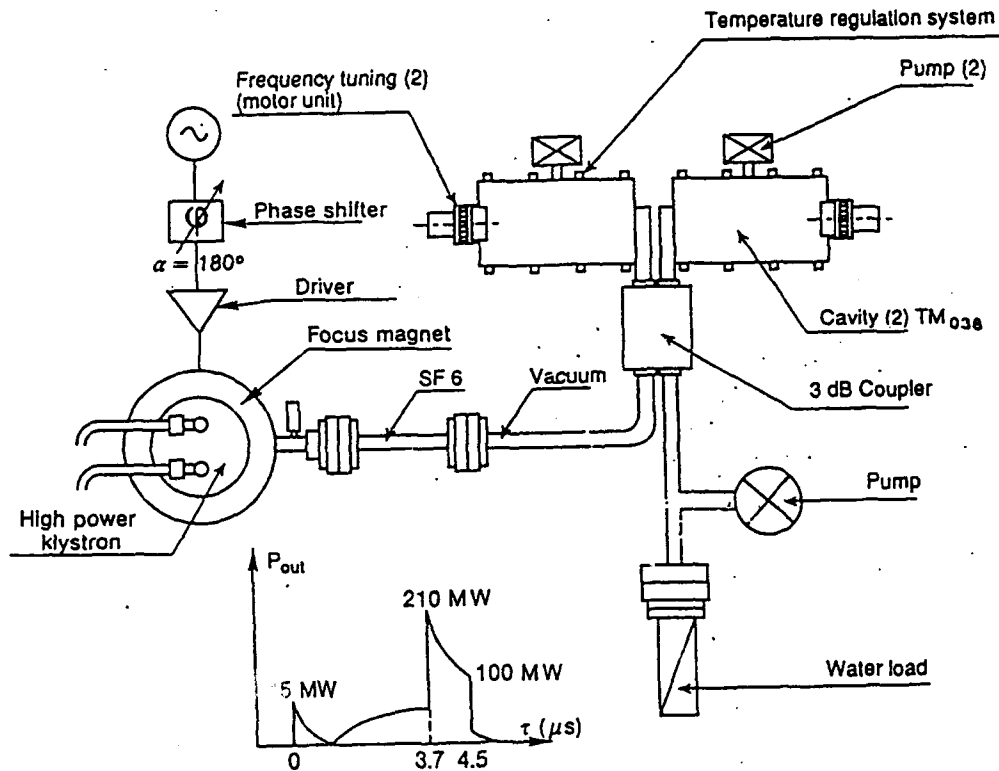 Temperature regulation system
Frequency tuning (2)
(motor unit)
Pump (2)
φ
Phase shifter
α = 180°
Driver
Focus magnet
Cavity (2) TM₀₃₈
SF 6
Vacuum
3 dB Coupler
Pump
High power
klystron
Pout
210 MW
100 MW
5 MW
Water load
τ (μs)
0
3.7
4.5